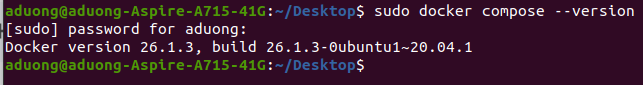 aduong@aduong-Aspire-A715-41G:~/Desktop$ sudo docker compose --version
[sudo] password for aduong:
Docker version 26.1.3, build 26.1.3-0ubuntu1~20.04.1
aduong@aduong-Aspire-A715-41G:~/Desktop$